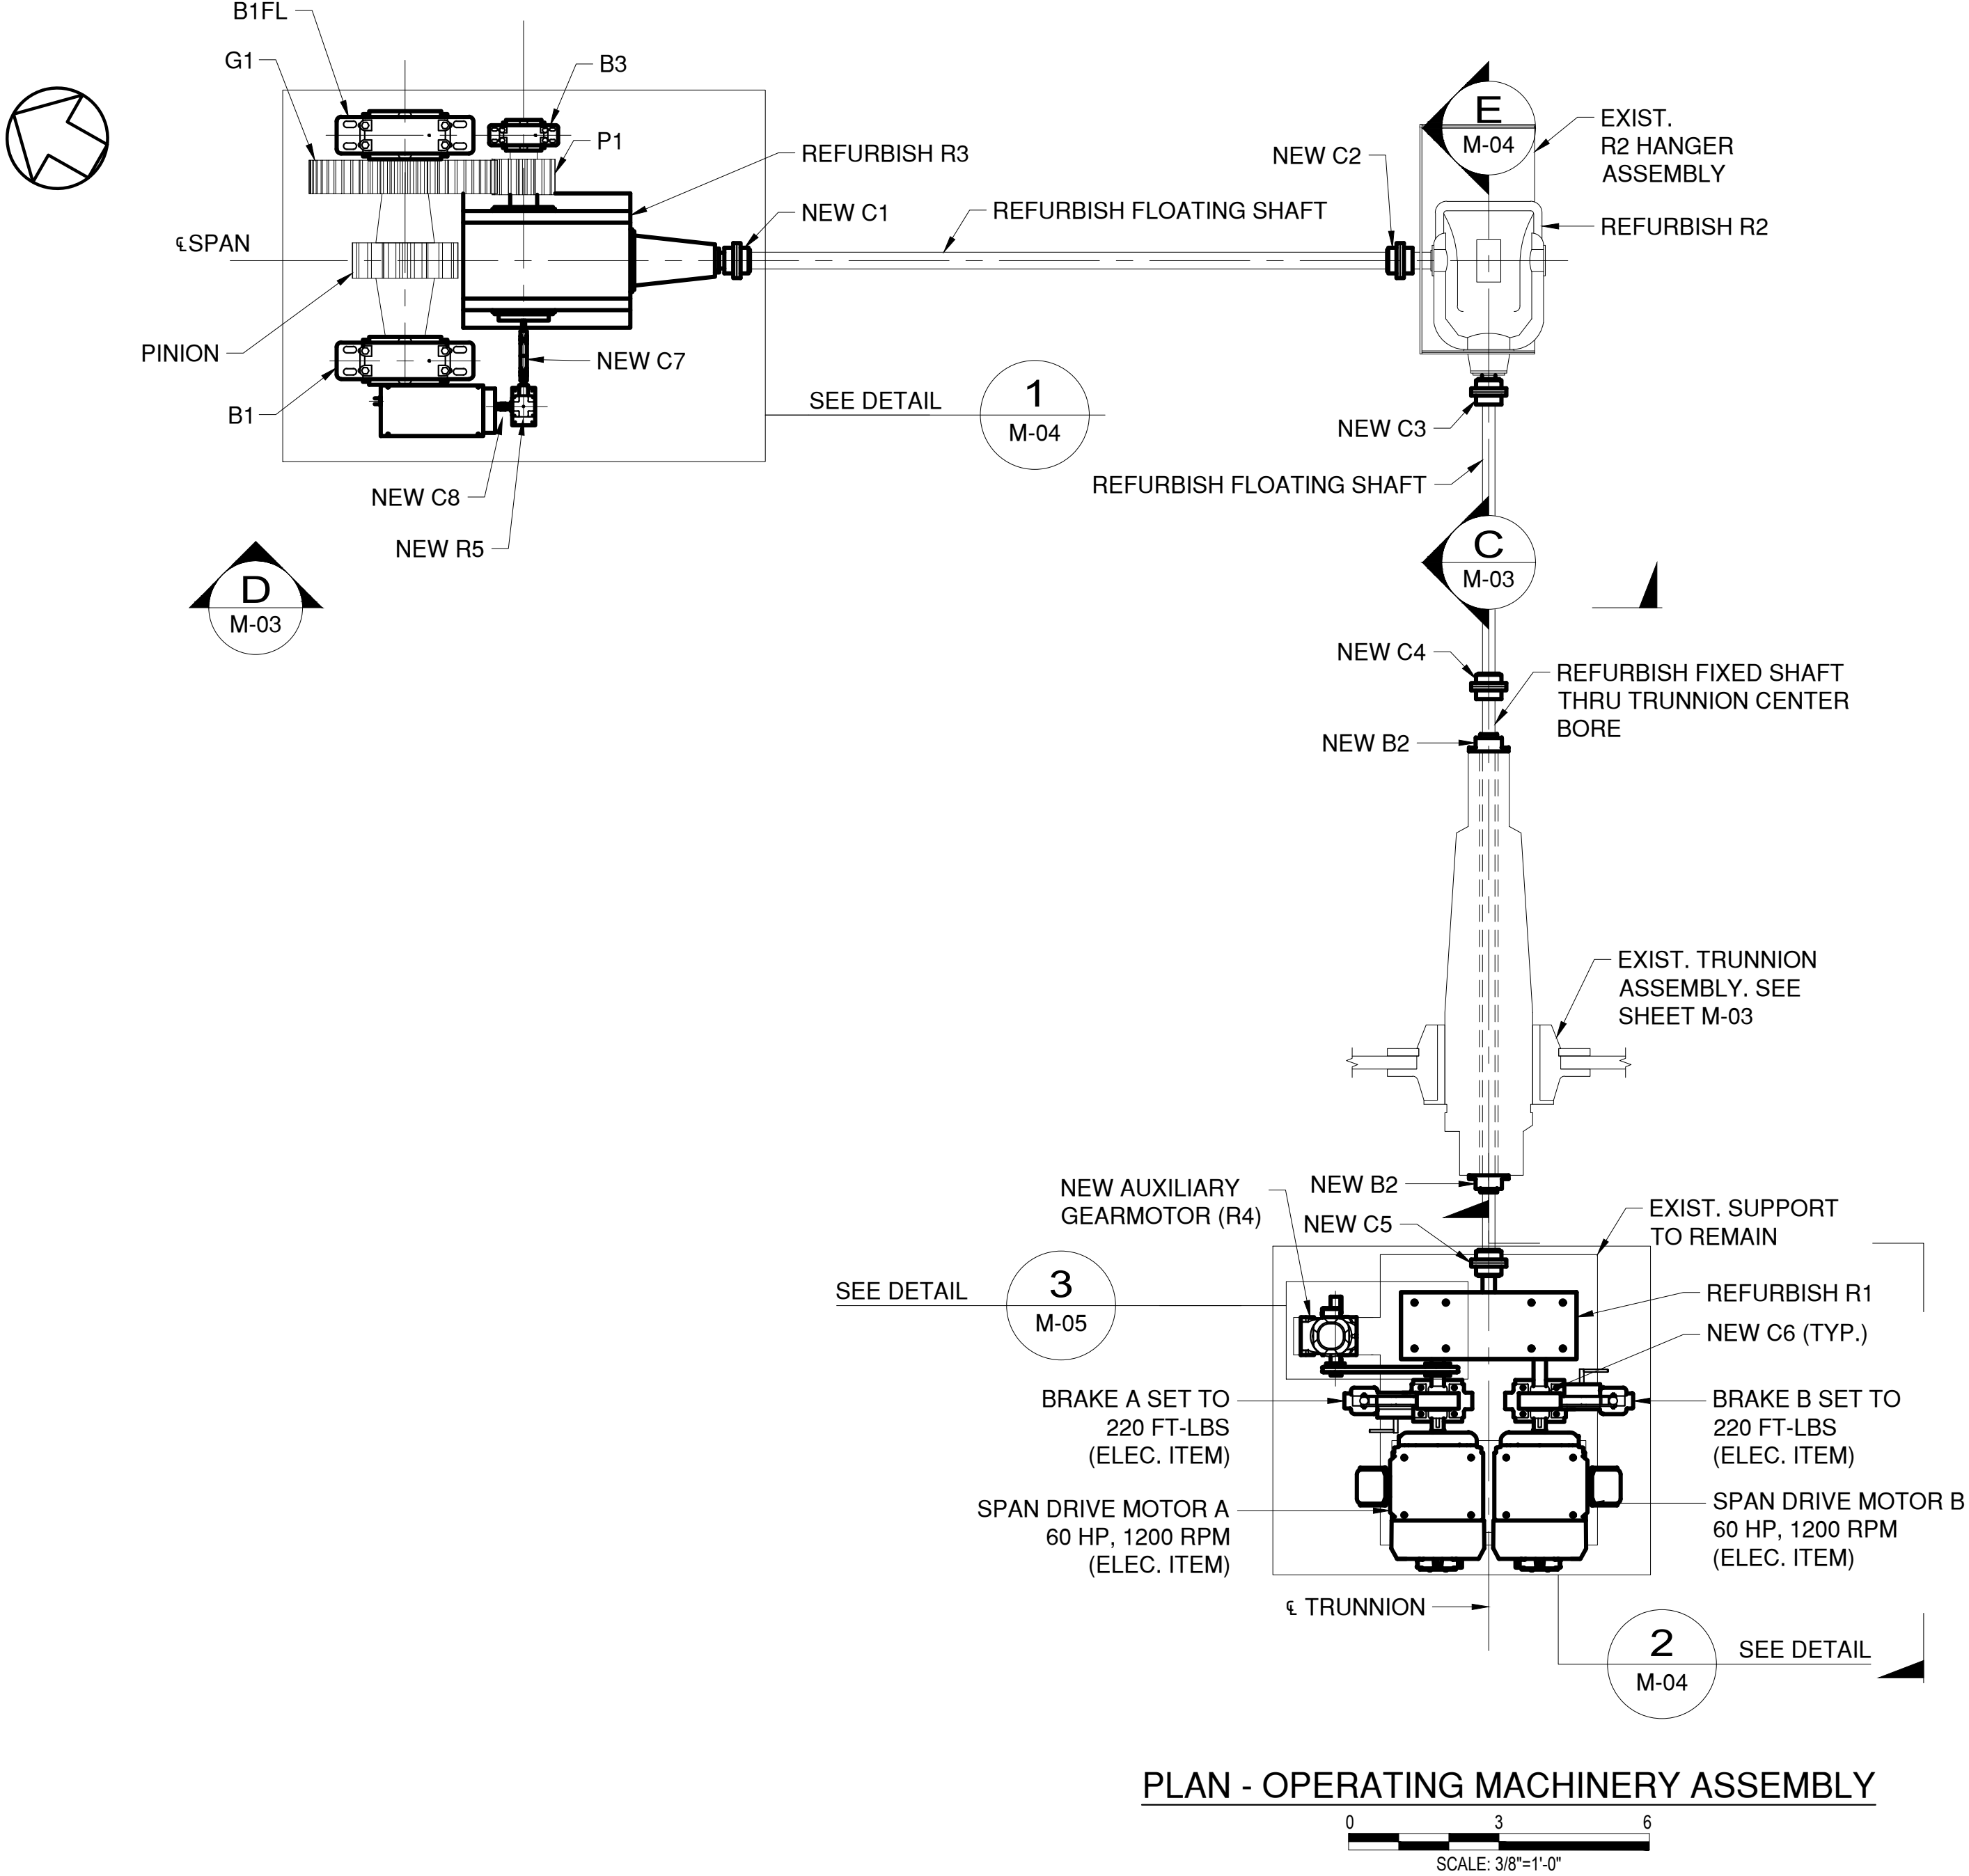 B1FL
G1
B3
P1
REFURBISH R3
NEW C1
REFURBISH FLOATING SHAFT
NEW C2
E
M-04
EXIST.
R2 HANGER
ASSEMBLY
REFURBISH R2
℄ SPAN
PINION
B1
NEW C7
NEW C8
NEW R5
SEE DETAIL
1
M-04
NEW C3
REFURBISH FLOATING SHAFT
D
M-03
C
M-03
NEW C4
REFURBISH FIXED SHAFT
THRU TRUNNION CENTER
BORE
NEW B2
EXIST. TRUNNION
ASSEMBLY. SEE
SHEET M-03
NEW AUXILIARY
GEARMOTOR (R4)
NEW B2
NEW C5
EXIST. SUPPORT
TO REMAIN
SEE DETAIL
3
M-05
REFURBISH R1
NEW C6 (TYP.)
BRAKE A SET TO
220 FT-LBS
(ELEC. ITEM)
BRAKE B SET TO
220 FT-LBS
(ELEC. ITEM)
SPAN DRIVE MOTOR A
60 HP, 1200 RPM
(ELEC. ITEM)
SPAN DRIVE MOTOR B
60 HP, 1200 RPM
(ELEC. ITEM)
℄ TRUNNION
2
M-04
SEE DETAIL
PLAN - OPERATING MACHINERY ASSEMBLY
0 3 6
SCALE: 3/8"=1'-0"